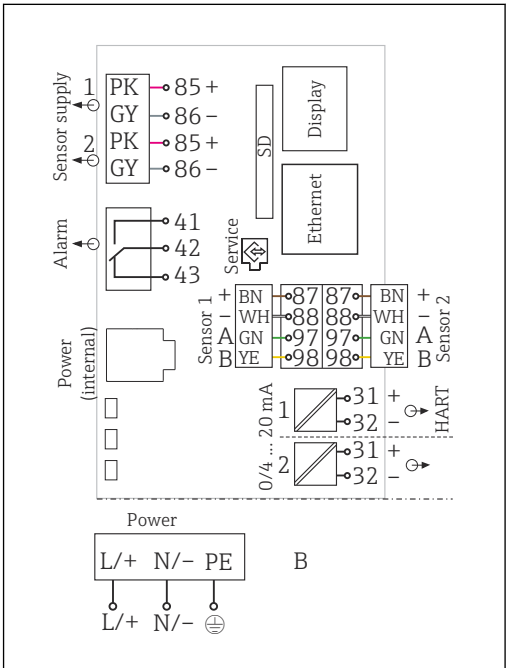 Sensor supply
1 PK 85 +
GY 86 −
2 PK 85 +
GY 86 −
Display
SD
Ethernet
Alarm
41
42
43
Service
Sensor 1
+ BN 87 87 BN +
− WH 88 88 WH −
A GN 97 97 GN A
B YE 98 98 YE B
Sensor 2
Power
(internal)
0/4 ... 20 mA
1 31 +
32 −
HART
2 31 +
32 −
Power
L/+ N/− PE
B
L/+ N/−